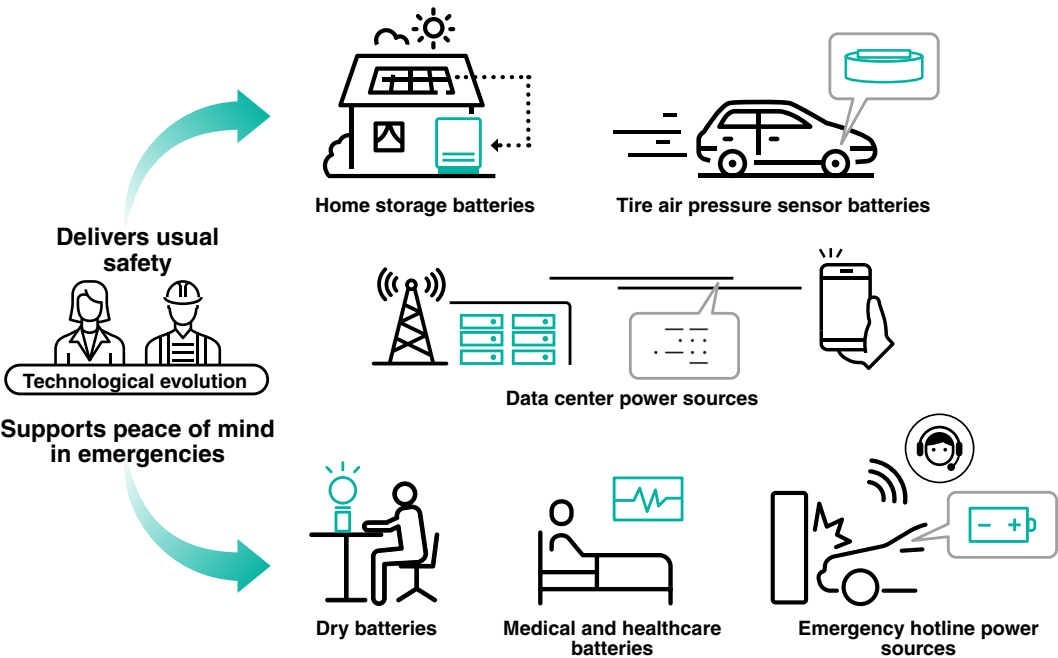 Home storage batteries
Tire air pressure sensor batteries
Delivers usual
safety
Technological evolution
Data center power sources
Supports peace of mind
in emergencies
Dry batteries
Medical and healthcare
batteries
Emergency hotline power
sources